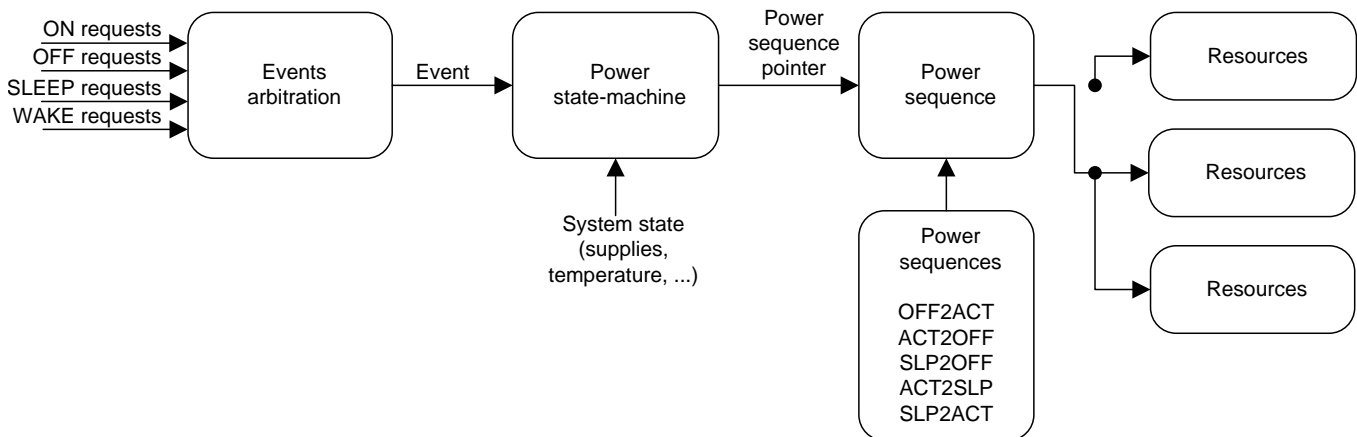 ON requests
OFF requests
SLEEP requests
WAKE requests
Events
arbitration
Event
Power
state-machine
System state
(supplies,
temperature, ...)
Power
sequence
pointer
Power
sequence
Power
sequences
OFF2ACT
ACT2OFF
SLP2OFF
ACT2SLP
SLP2ACT
Resources
Resources
Resources